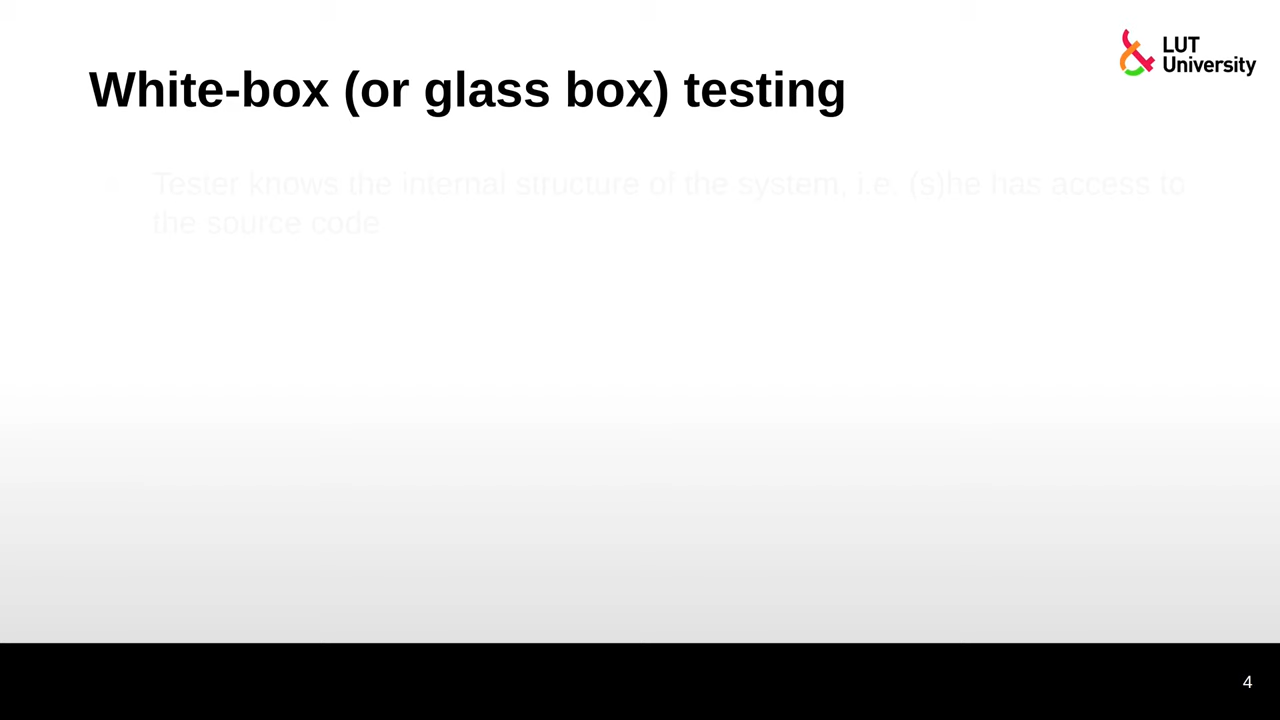 LUT
University
White-box (or glass box) testing
Tester knows the internal structure of the system, i.e. (s)he has access to
the source code
4